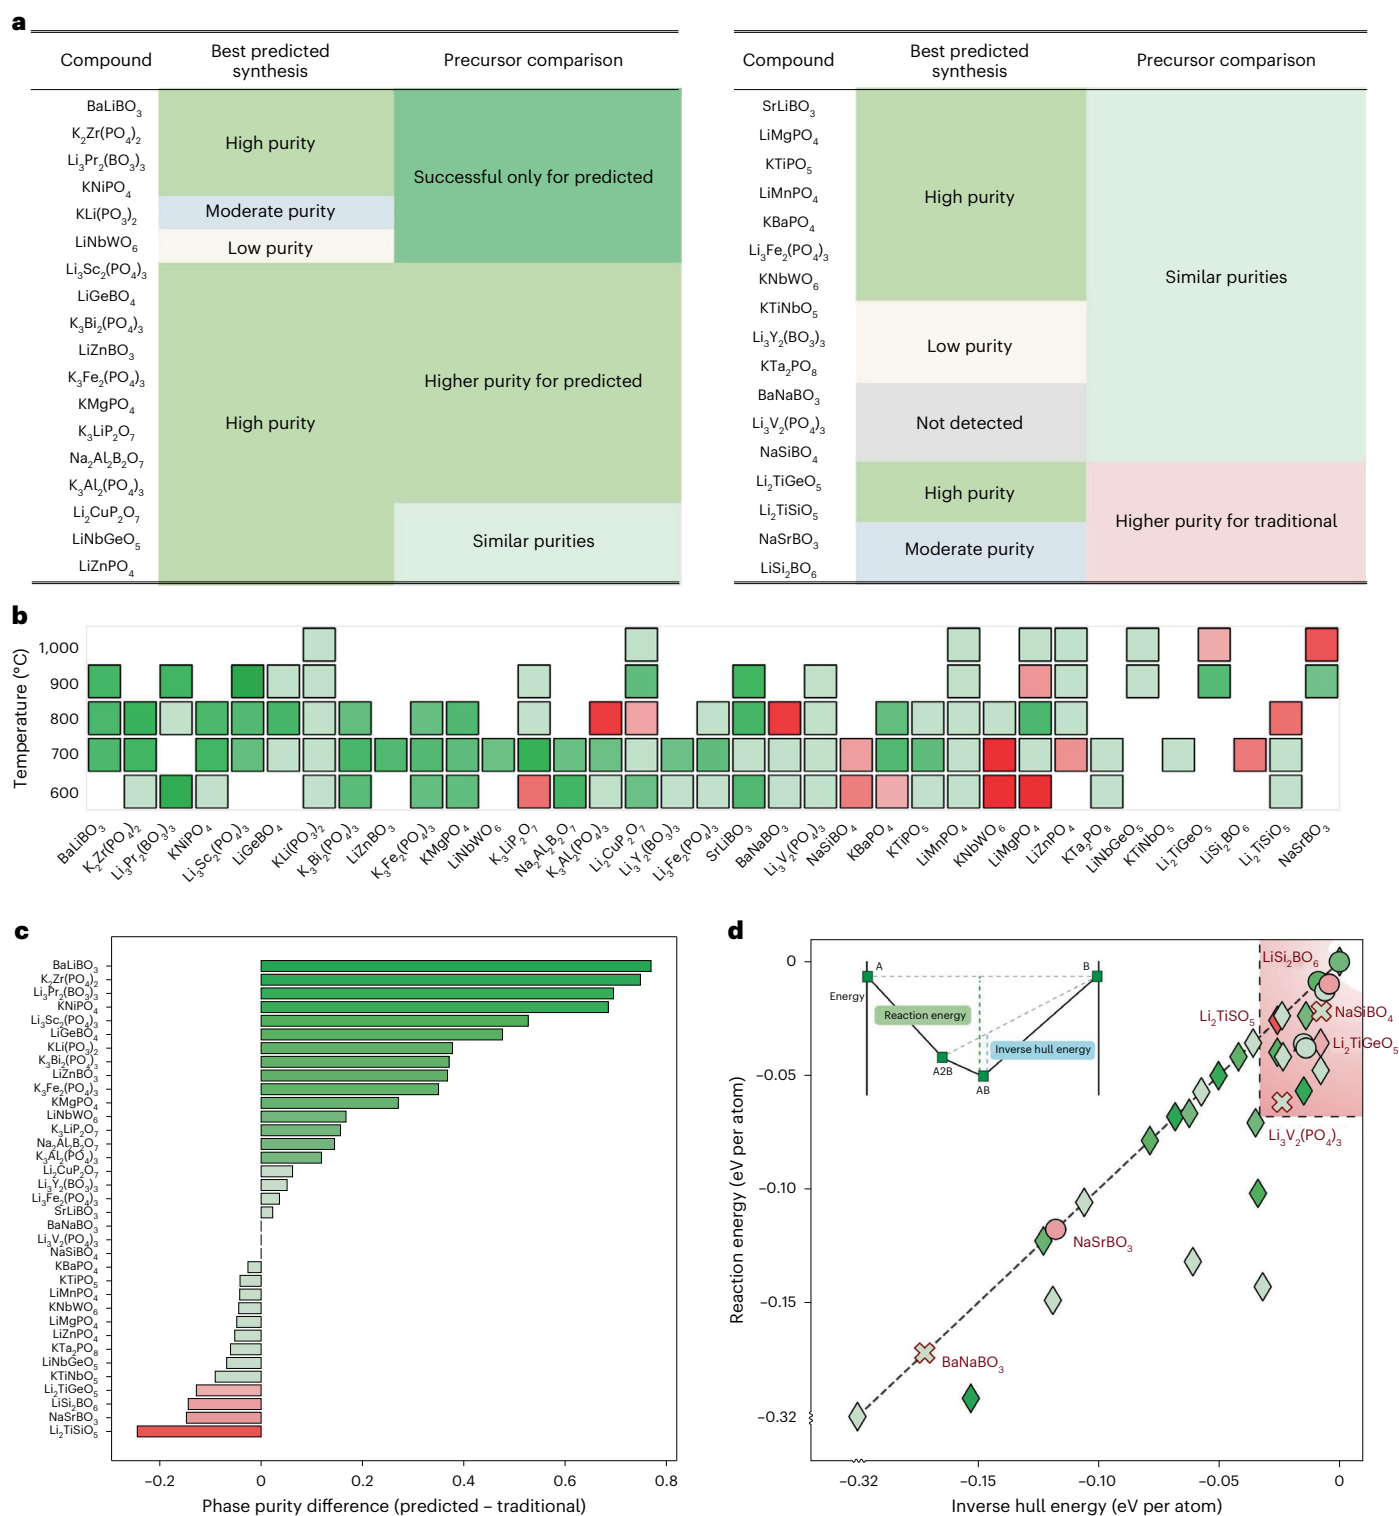 a
Compound Best predicted synthesis Precursor comparison
BaLiBO3
K2Zr(PO4)2
Li3Pr2(BO3)3
KNiPO4
KLi(PO3)2
LiNbWO6
Li3Sc2(PO4)3
LiGeBO4
K3Bi2(PO4)3
LiZnBO3
K3Fe2(PO4)3
KMgPO4
K3LiP2O7
Na2Al2B2O7
K3Al2(PO4)3
Li2CuP2O7
LiNbGeO5
LiZnPO4
High purity
Moderate purity
Low purity
High purity
Successful only for predicted
Higher purity for predicted
Similar purities
Compound Best predicted synthesis Precursor comparison
SrLiBO3
LiMgPO4
KTiPO5
LiMnPO4
KBaPO4
Li3Fe2(PO4)3
KNbWO6
KTiNbO5
Li3Y2(BO3)3
KTa2PO8
BaNaBO3
Li3V2(PO4)3
NaSiBO4
Li2TiGeO5
Li2TiSiO5
NaSrBO3
LiSi2BO6
High purity
Low purity
Not detected
High purity
Moderate purity
Similar purities
Higher purity for traditional
b
Temperature (°C)
1,000
900
800
700
600
BaLiBO3
K2Zr(PO4)2
Li3Pr2(BO3)3
KNiPO4
Li3Sc2(PO4)3
LiGeBO4
KLi(PO3)2
K3Bi2(PO4)3
LiZnBO3
K3Fe2(PO4)3
KMgPO4
LiNbWO6
K3LiP2O7
Na2Al2B2O7
K3Al2(PO4)3
Li2CuP2O7
Li3Y2(BO3)3
Li3Fe2(PO4)3
SrLiBO3
BaNaBO3
Li3V2(PO4)3
NaSiBO4
KBaPO4
KTiPO5
LiMnPO4
KNbWO6
LiMgPO4
LiZnPO4
KTa2PO8
LiNbGeO5
KTiNbO5
Li2TiGeO5
LiSi2BO6
Li2TiSiO5
NaSrBO3
c
BaLiBO3
K2Zr(PO4)2
Li3Pr2(BO3)3
KNiPO4
Li3Sc2(PO4)3
LiGeBO4
KLi(PO3)2
K3Bi2(PO4)3
LiZnBO3
K3Fe2(PO4)3
KMgPO4
LiNbWO6
K3LiP2O7
Na2Al2B2O7
K3Al2(PO4)3
Li2CuP2O7
Li3Y2(BO3)3
Li3Fe2(PO4)3
SrLiBO3
BaNaBO3
Li3V2(PO4)3
NaSiBO4
KBaPO4
KTiPO5
LiMnPO4
KNbWO6
LiMgPO4
LiZnPO4
KTa2PO8
LiNbGeO5
KTiNbO5
Li2TiGeO5
LiSi2BO6
NaSrBO3
Li2TiSiO5
−0.2 0 0.2 0.4 0.6 0.8
Phase purity difference (predicted – traditional)
d
Reaction energy (eV per atom)
0
−0.05
−0.10
−0.15
−0.32
A
B
Energy
Reaction energy
Inverse hull energy
A2B
AB
LiSi2BO6
Li2TiSO5
NaSiBO4
Li2TiGeO5
Li3V2(PO4)3
NaSrBO3
BaNaBO3
−0.32 −0.15 −0.10 −0.05 0
Inverse hull energy (eV per atom)